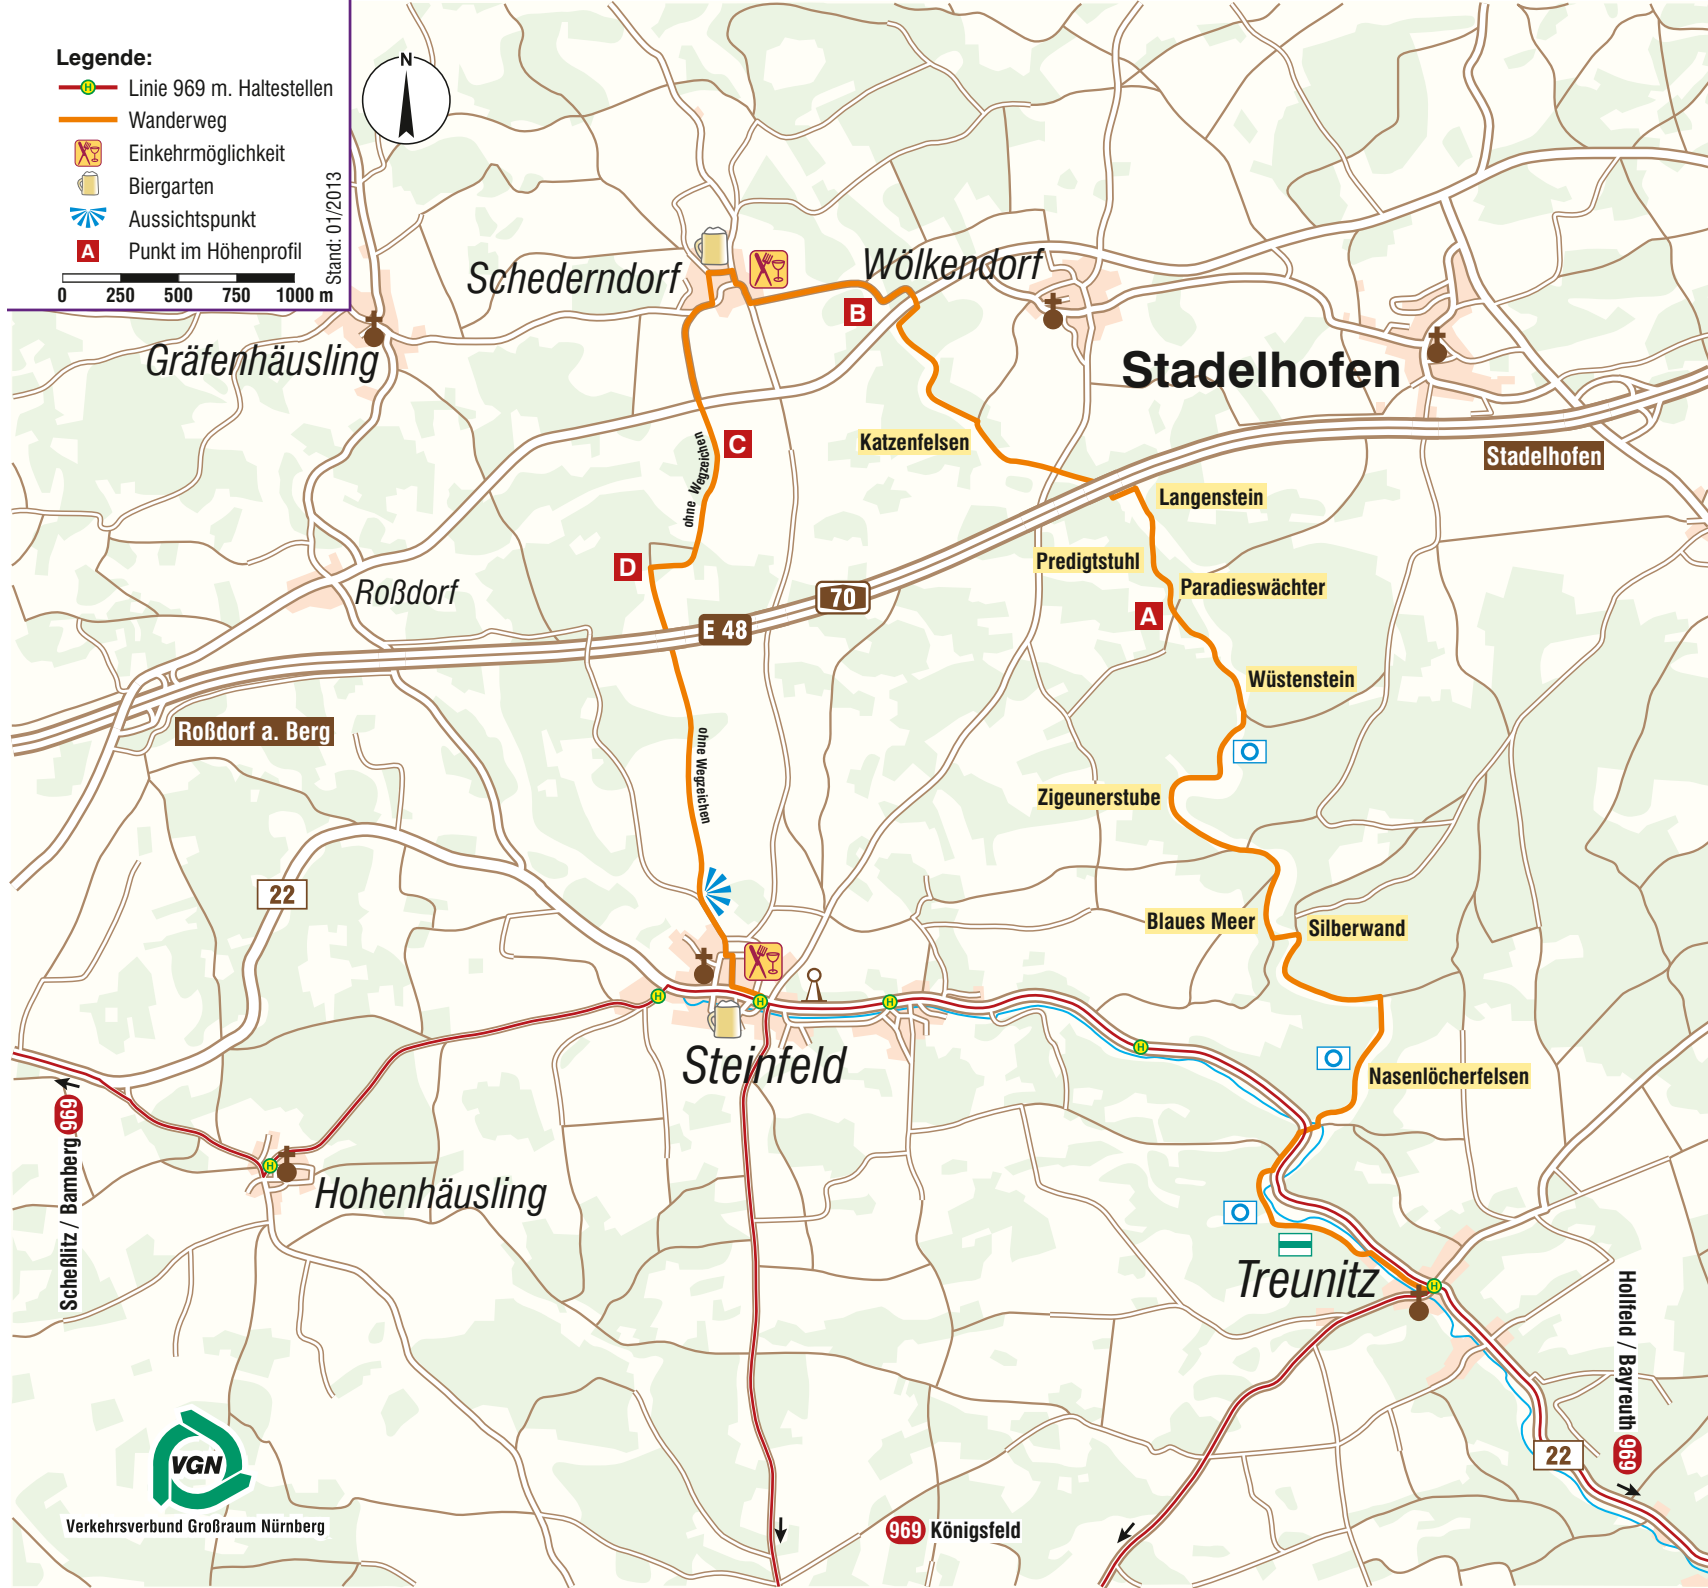 Legende:
H Linie 969 m. Haltestellen
Wanderweg
Einkehrmöglichkeit
Biergarten
Aussichtspunkt
A Punkt im Höhenprofil
0 250 500 750 1000 m
Stand: 01/2013
N
Schederndorf
Wölkendorf
B
Gräfenhäusling
Stadelhofen
Katzenfelsen
C
ohne Wegzeichen
Stadelhofen
Langenstein
D
Predigtstuhl
Paradieswächter
Roßdorf
70
A
E 48
Wüstenstein
Roßdorf a. Berg
ohne Wegzeichen
Zigeunerstube
22
Blaues Meer
Silberwand
H
H
H
H
Steinfeld
Nasenlöcherfelsen
Scheßlitz / Bamberg 969
H
Hohenhäusling
Treunitz
H
Hollfeld / Bayreuth 969
22
VGN
Verkehrsverbund Großraum Nürnberg
969 Königsfeld